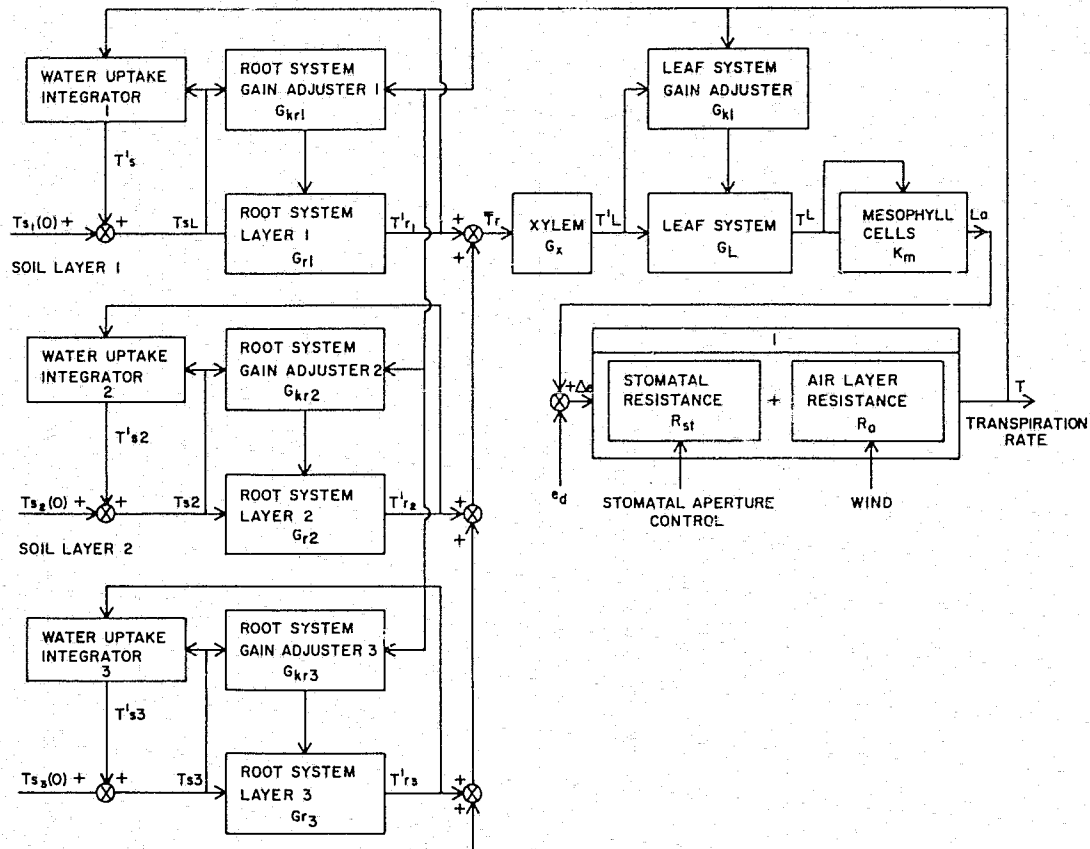 WATER UPTAKE
INTEGRATOR
1
ROOT SYSTEM
GAIN ADJUSTER 1
Gkr1
LEAF SYSTEM
GAIN ADJUSTER
Gkl
T's
Ts1(0) +
+
TsL
ROOT SYSTEM
LAYER 1
Gr1
T'r1
+
+
Tr
XYLEM
Gx
T'L
LEAF SYSTEM
GL
TL
MESOPHYLL
CELLS
Km
La
SOIL LAYER 1
WATER UPTAKE
INTEGRATOR
2
ROOT SYSTEM
GAIN ADJUSTER 2
Gkr2
1
+Δe
STOMATAL
RESISTANCE
Rst
+
AIR LAYER
RESISTANCE
Ra
T
TRANSPIRATION
RATE
ed
STOMATAL APERTURE
CONTROL
WIND
T's2
Ts2(0) +
+
Ts2
ROOT SYSTEM
LAYER 2
Gr2
T'r2
+
+
SOIL LAYER 2
WATER UPTAKE
INTEGRATOR
3
ROOT SYSTEM
GAIN ADJUSTER 3
Gkr3
T's3
Ts3(0) +
+
Ts3
ROOT SYSTEM
LAYER 3
Gr3
T'r3
+
+